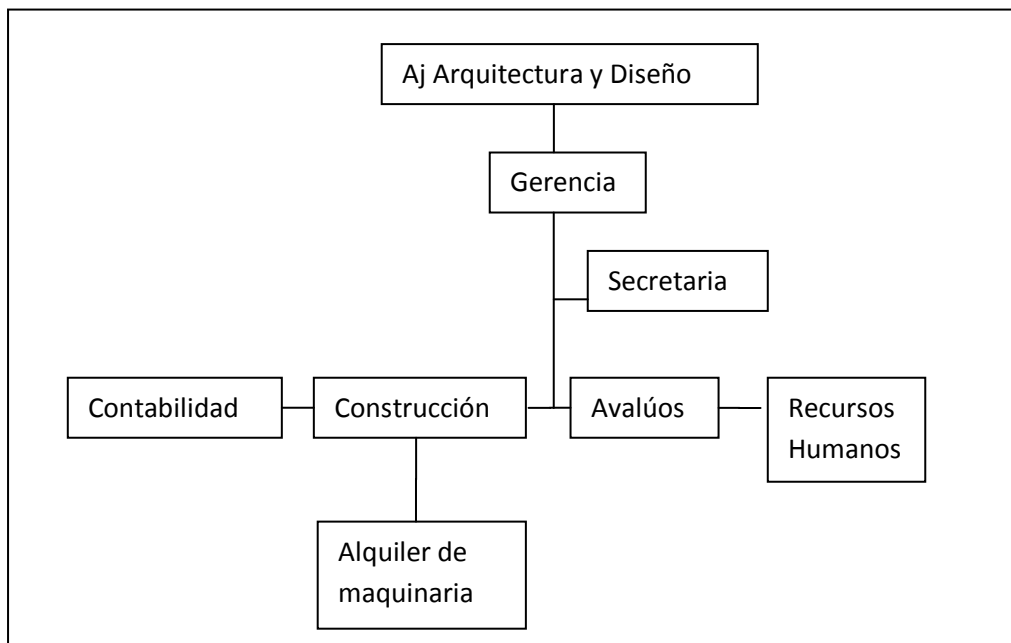 Aj Arquitectura y Diseño
Gerencia
Secretaria
Contabilidad
Construcción
Avalúos
Recursos
Humanos
Alquiler de
maquinaria